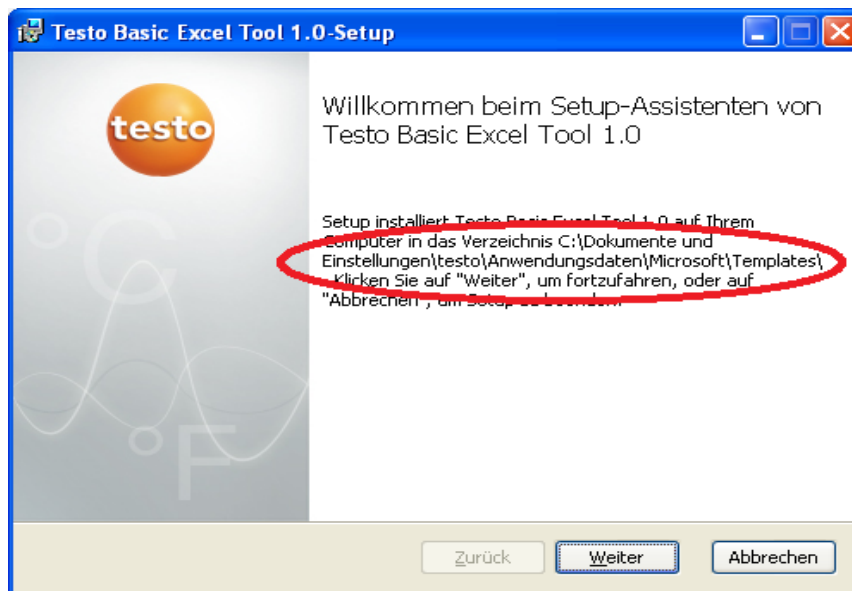 Testo Basic Excel Tool 1.0-Setup
testo
Willkommen beim Setup-Assistenten von
Testo Basic Excel Tool 1.0
Setup installiert Testo Basic Excel Tool 1.0 auf Ihrem
Computer in das Verzeichnis C:\Dokumente und
Einstellungen\testo\Anwendungsdaten\Microsoft\Templates\
. Klicken Sie auf "Weiter", um fortzufahren, oder auf
"Abbrechen", um Setup zu beenden.
°C
°F
Zurück
Weiter
Abbrechen